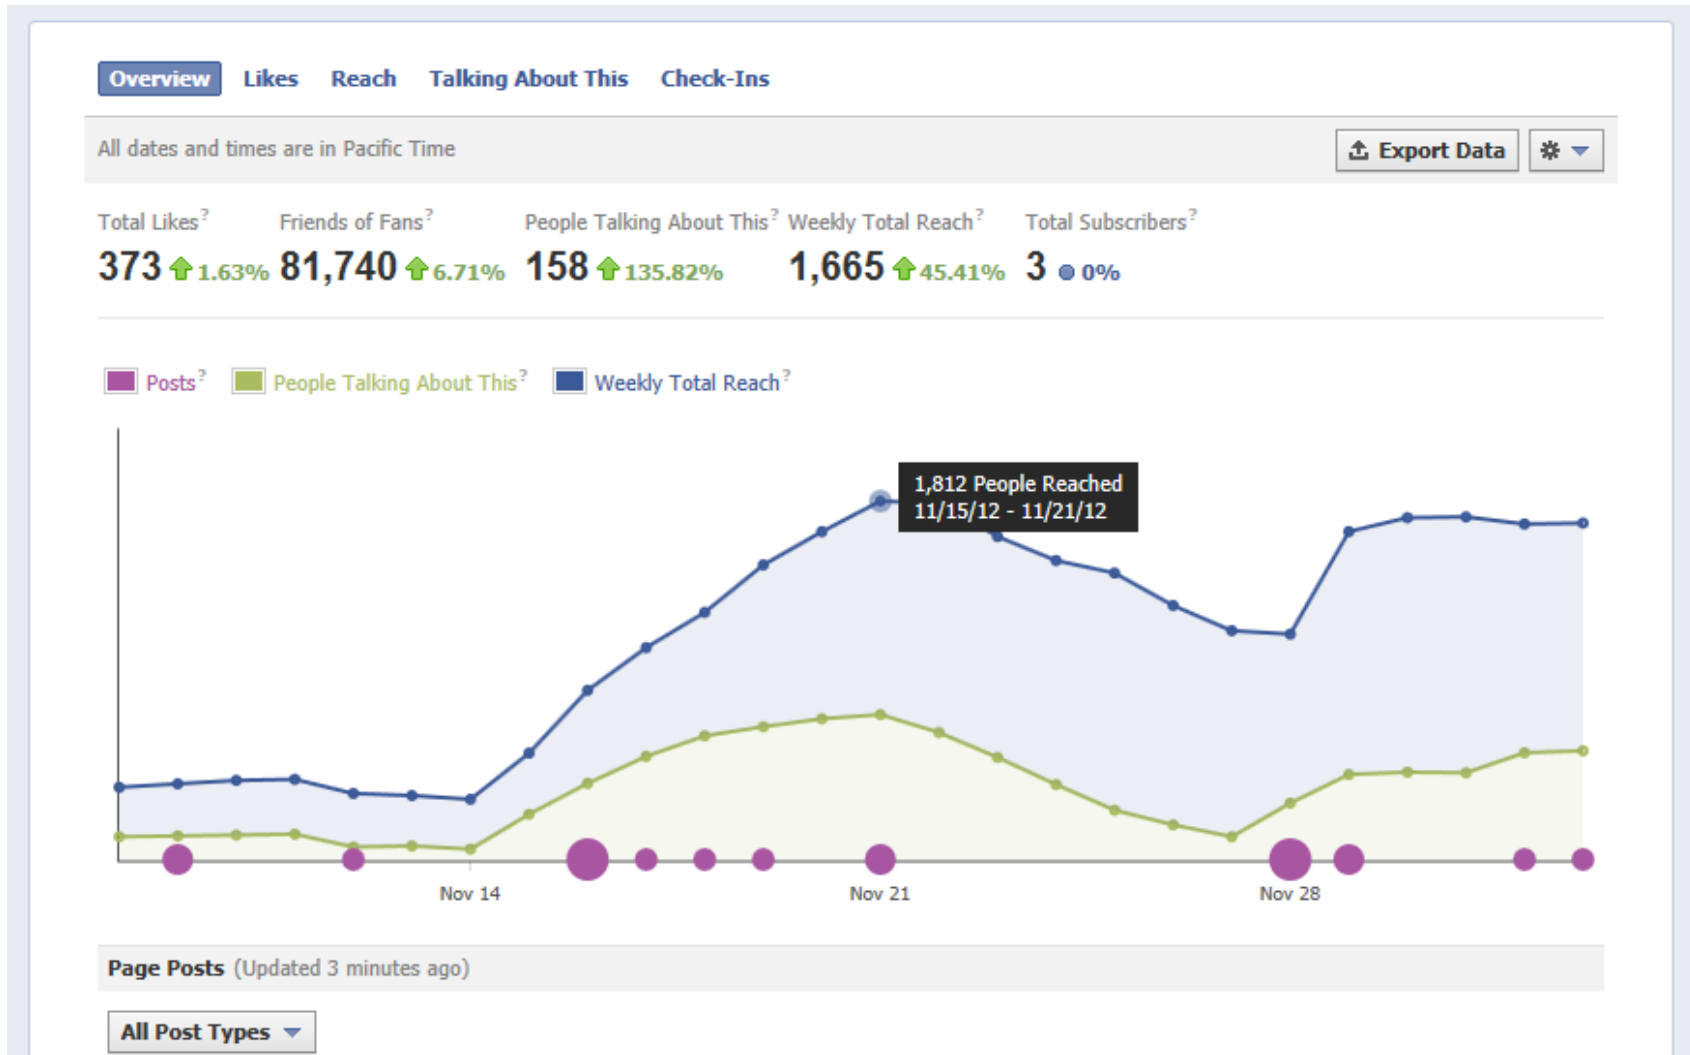 Overview Likes Reach Talking About This Check-Ins
All dates and times are in Pacific Time
Export Data
Total Likes? Friends of Fans? People Talking About This? Weekly Total Reach? Total Subscribers?
373 1.63% 81,740 6.71% 158 135.82% 1,665 45.41% 3 0%
Posts? People Talking About This? Weekly Total Reach?
1,812 People Reached
11/15/12 - 11/21/12
Nov 14 Nov 21 Nov 28
Page Posts (Updated 3 minutes ago)
All Post Types